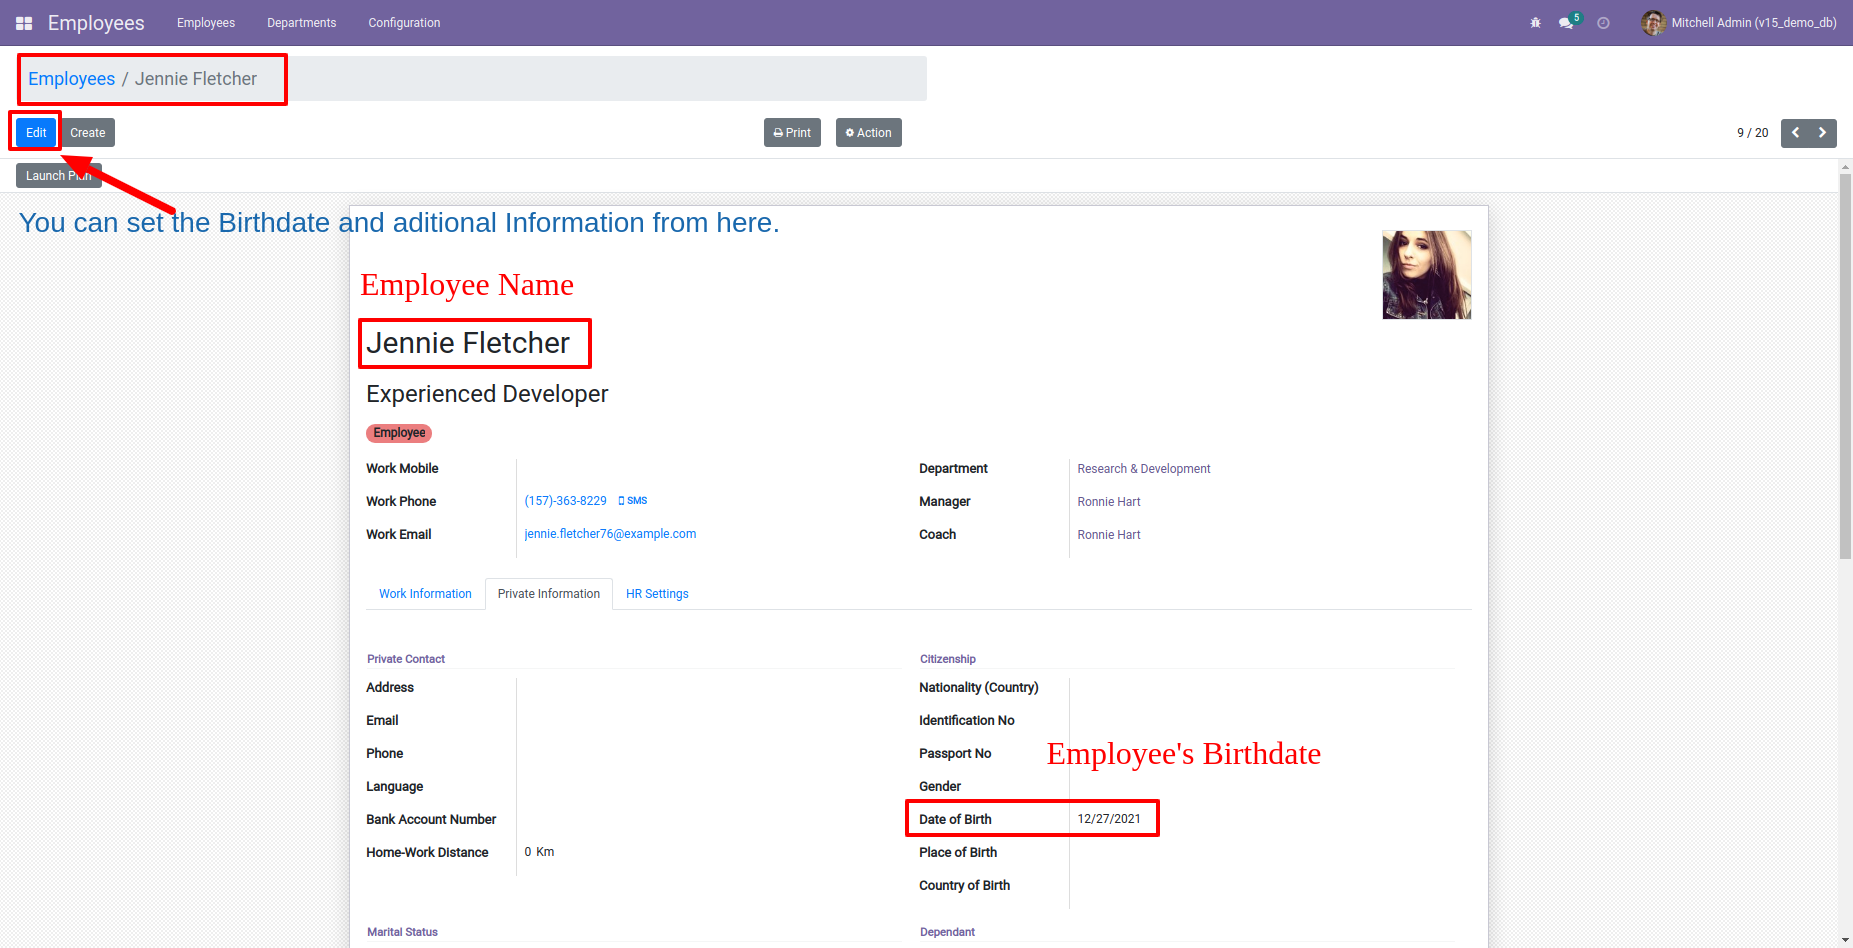 Employees Employees Departments Configuration 5 Mitchell Admin (v15_demo_db)
Employees / Jennie Fletcher
Edit Create Print Action 9 / 20
Launch Plan
You can set the Birthdate and aditional Information from here.
Employee Name
Jennie Fletcher
Experienced Developer
Employee
Work Mobile
Work Phone (157)-363-8229 SMS
Work Email jennie.fletcher76@example.com
Department Research & Development
Manager Ronnie Hart
Coach Ronnie Hart
Work Information Private Information HR Settings
Private Contact
Address
Email
Phone
Language
Bank Account Number
Home-Work Distance 0 Km
Citizenship
Nationality (Country)
Identification No
Passport No
Employee's Birthdate
Gender
Date of Birth 12/27/2021
Place of Birth
Country of Birth
Marital Status
Dependant